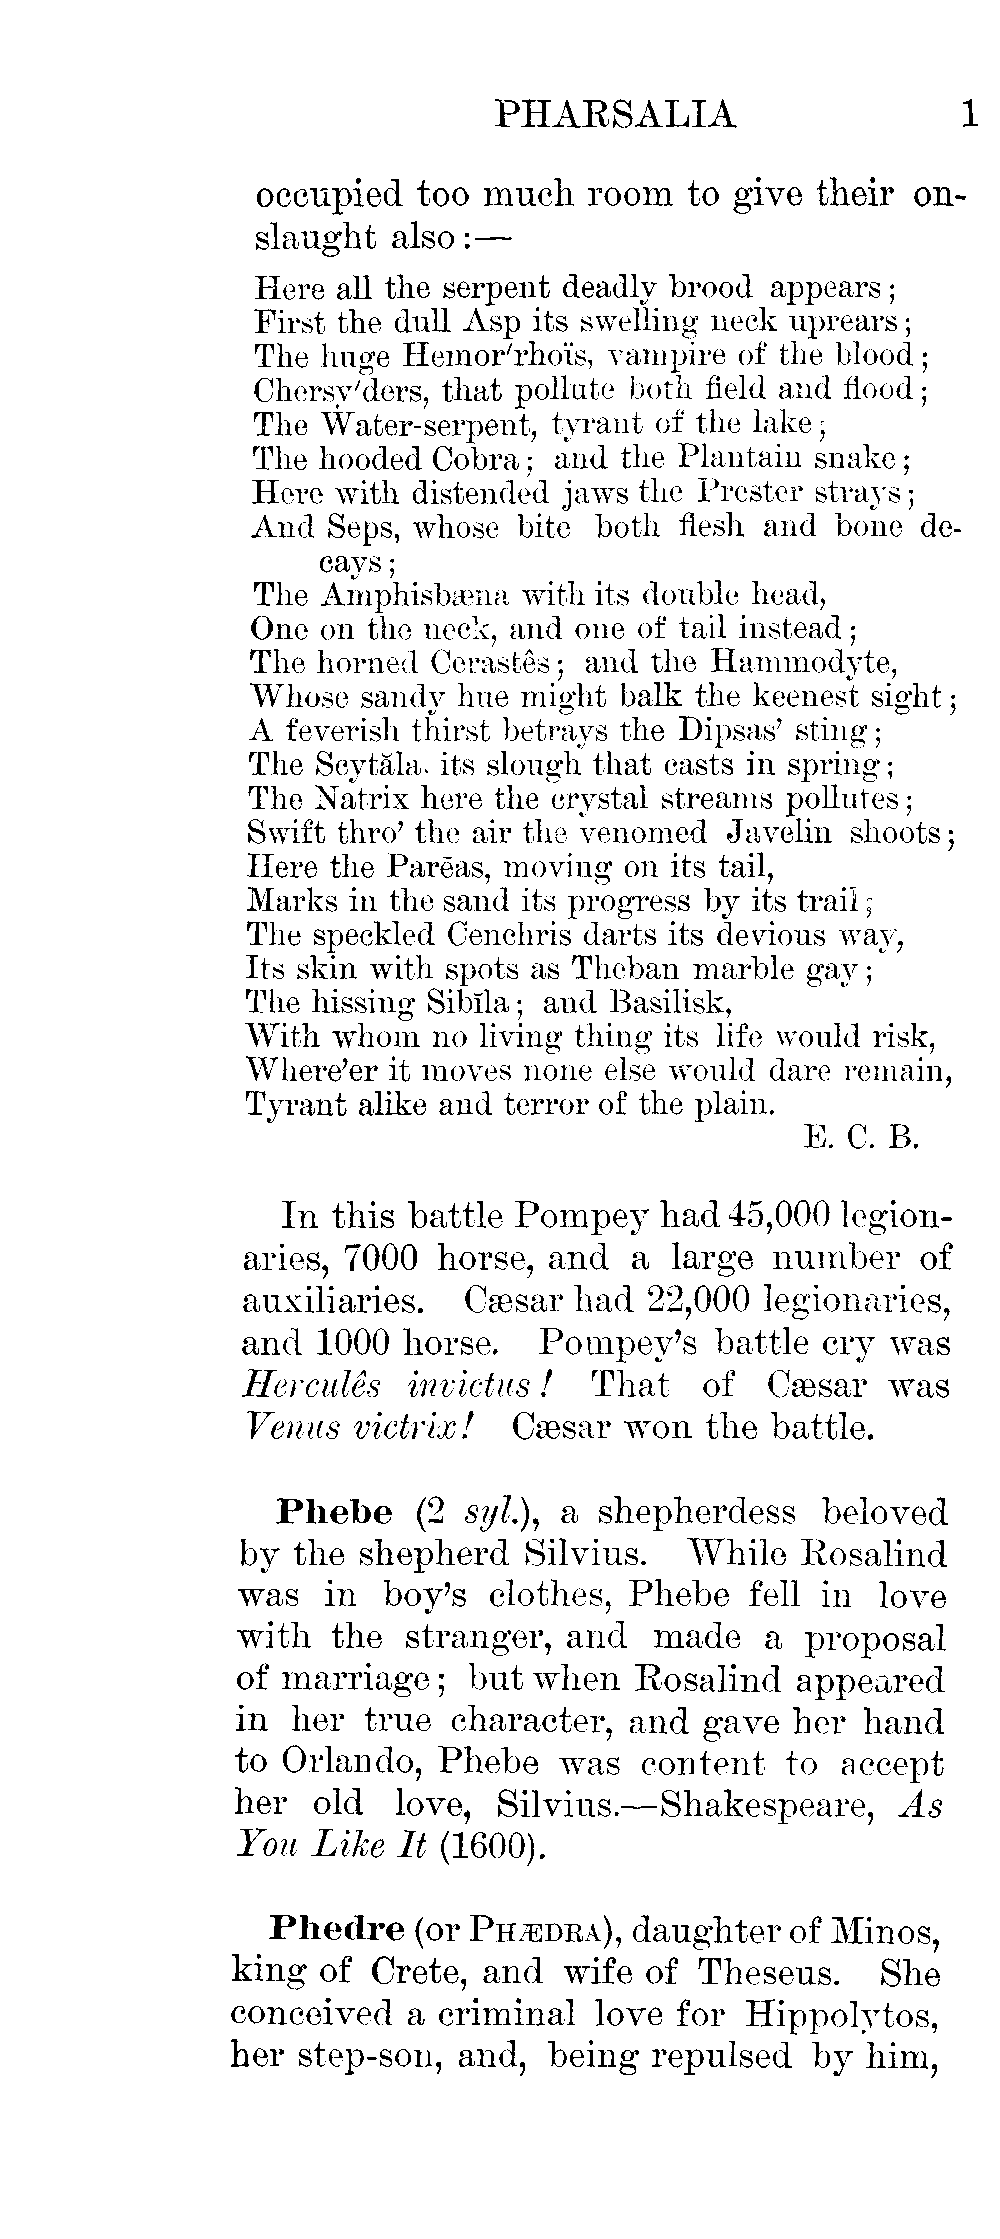 PHARSALIA 1
occupied too much room to give their on-
slaught also :—
Here all the serpent deadly brood appears ;
First the dull Asp its swelling neck uprears ;
The huge Hemor'rhoïs, vampire of the blood ;
Chersy'ders, that pollute both field and flood ;
The Water-serpent, tyrant of the lake ;
The hooded Cobra ; and the Plantain snake ;
Here with distended jaws the Prester strays ;
And Seps, whose bite both flesh and bone de-
cays ;
The Amphisbæna with its double head,
One on the neck, and one of tail instead ;
The horned Cerastês ; and the Hammodyte,
Whose sandy hue might balk the keenest sight ;
A feverish thirst betrays the Dipsas' sting ;
The Scytăla. its slough that casts in spring ;
The Natrix here the crystal streams pollutes ;
Swift thro' the air the venomed Javelin shoots ;
Here the Parēas, moving on its tail,
Marks in the sand its progress by its trail ;
The speckled Cenchris darts its devious way,
Its skin with spots as Theban marble gay ;
The hissing Sibīla ; and Basilisk,
With whom no living thing its life would risk,
Where'er it moves none else would dare remain,
Tyrant alike and terror of the plain.
E. C. B.
In this battle Pompey had 45,000 legion-
aries, 7000 horse, and a large number of
auxiliaries. Cæsar had 22,000 legionaries,
and 1000 horse. Pompey's battle cry was
Herculês invictus! That of Cæsar was
Venus victrix! Cæsar won the battle.
Phebe (2 syl.), a shepherdess beloved
by the shepherd Silvius. While Rosalind
was in boy's clothes, Phebe fell in love
with the stranger, and made a proposal
of marriage ; but when Rosalind appeared
in her true character, and gave her hand
to Orlando, Phebe was content to accept
her old love, Silvius.—Shakespeare, As
You Like It (1600).
Phedre (or PHÆDRA), daughter of Minos,
king of Crete, and wife of Theseus. She
conceived a criminal love for Hippolytos,
her step-son, and, being repulsed by him,